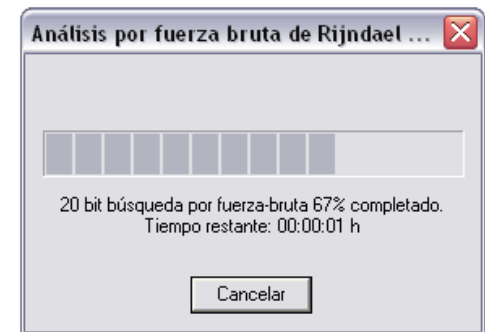 Análisis por fuerza bruta de Rijndael ...
20 bit búsqueda por fuerza-bruta 67% completado.
Tiempo restante: 00:00:01 h
Cancelar